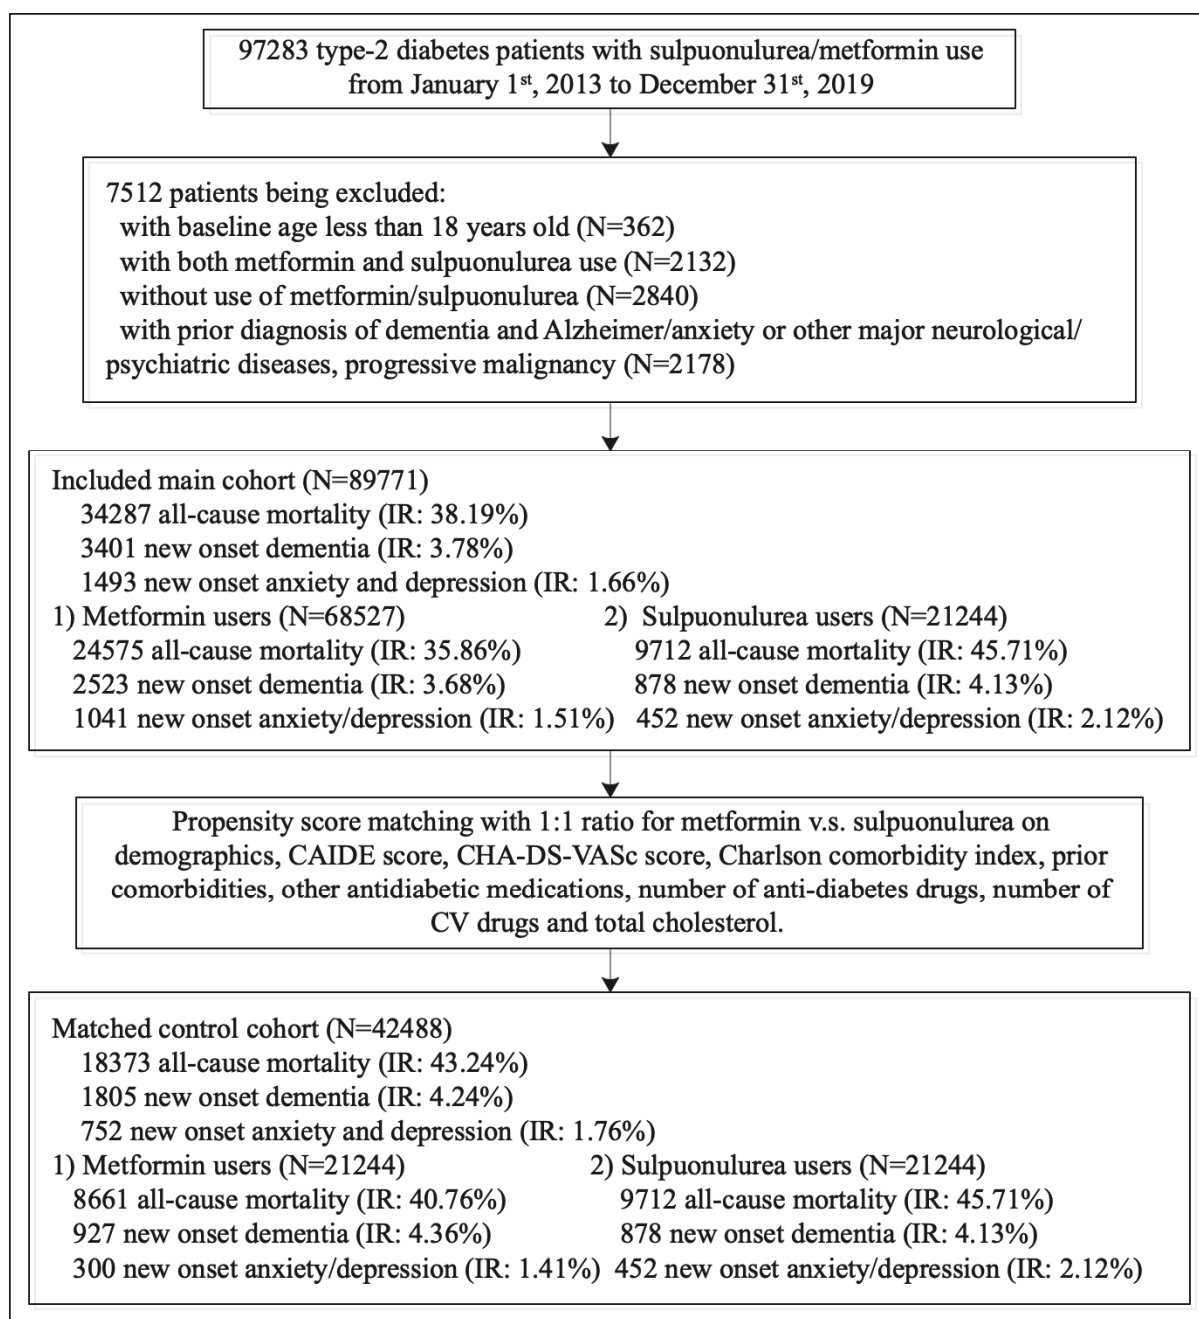 97283 type-2 diabetes patients with sulpuonulurea/metformin use
from January 1st, 2013 to December 31st, 2019
7512 patients being excluded:
with baseline age less than 18 years old (N=362)
with both metformin and sulpuonulurea use (N=2132)
without use of metformin/sulpuonulurea (N=2840)
with prior diagnosis of dementia and Alzheimer/anxiety or other major neurological/
psychiatric diseases, progressive malignancy (N=2178)
Included main cohort (N=89771)
34287 all-cause mortality (IR: 38.19%)
3401 new onset dementia (IR: 3.78%)
1493 new onset anxiety and depression (IR: 1.66%)
1) Metformin users (N=68527)
24575 all-cause mortality (IR: 35.86%)
2523 new onset dementia (IR: 3.68%)
1041 new onset anxiety/depression (IR: 1.51%)
2) Sulpuonulurea users (N=21244)
9712 all-cause mortality (IR: 45.71%)
878 new onset dementia (IR: 4.13%)
452 new onset anxiety/depression (IR: 2.12%)
Propensity score matching with 1:1 ratio for metformin v.s. sulpuonulurea on
demographics, CAIDE score, CHA-DS-VASc score, Charlson comorbidity index, prior
comorbidities, other antidiabetic medications, number of anti-diabetes drugs, number of
CV drugs and total cholesterol.
Matched control cohort (N=42488)
18373 all-cause mortality (IR: 43.24%)
1805 new onset dementia (IR: 4.24%)
752 new onset anxiety and depression (IR: 1.76%)
1) Metformin users (N=21244)
8661 all-cause mortality (IR: 40.76%)
927 new onset dementia (IR: 4.36%)
300 new onset anxiety/depression (IR: 1.41%)
2) Sulpuonulurea users (N=21244)
9712 all-cause mortality (IR: 45.71%)
878 new onset dementia (IR: 4.13%)
452 new onset anxiety/depression (IR: 2.12%)